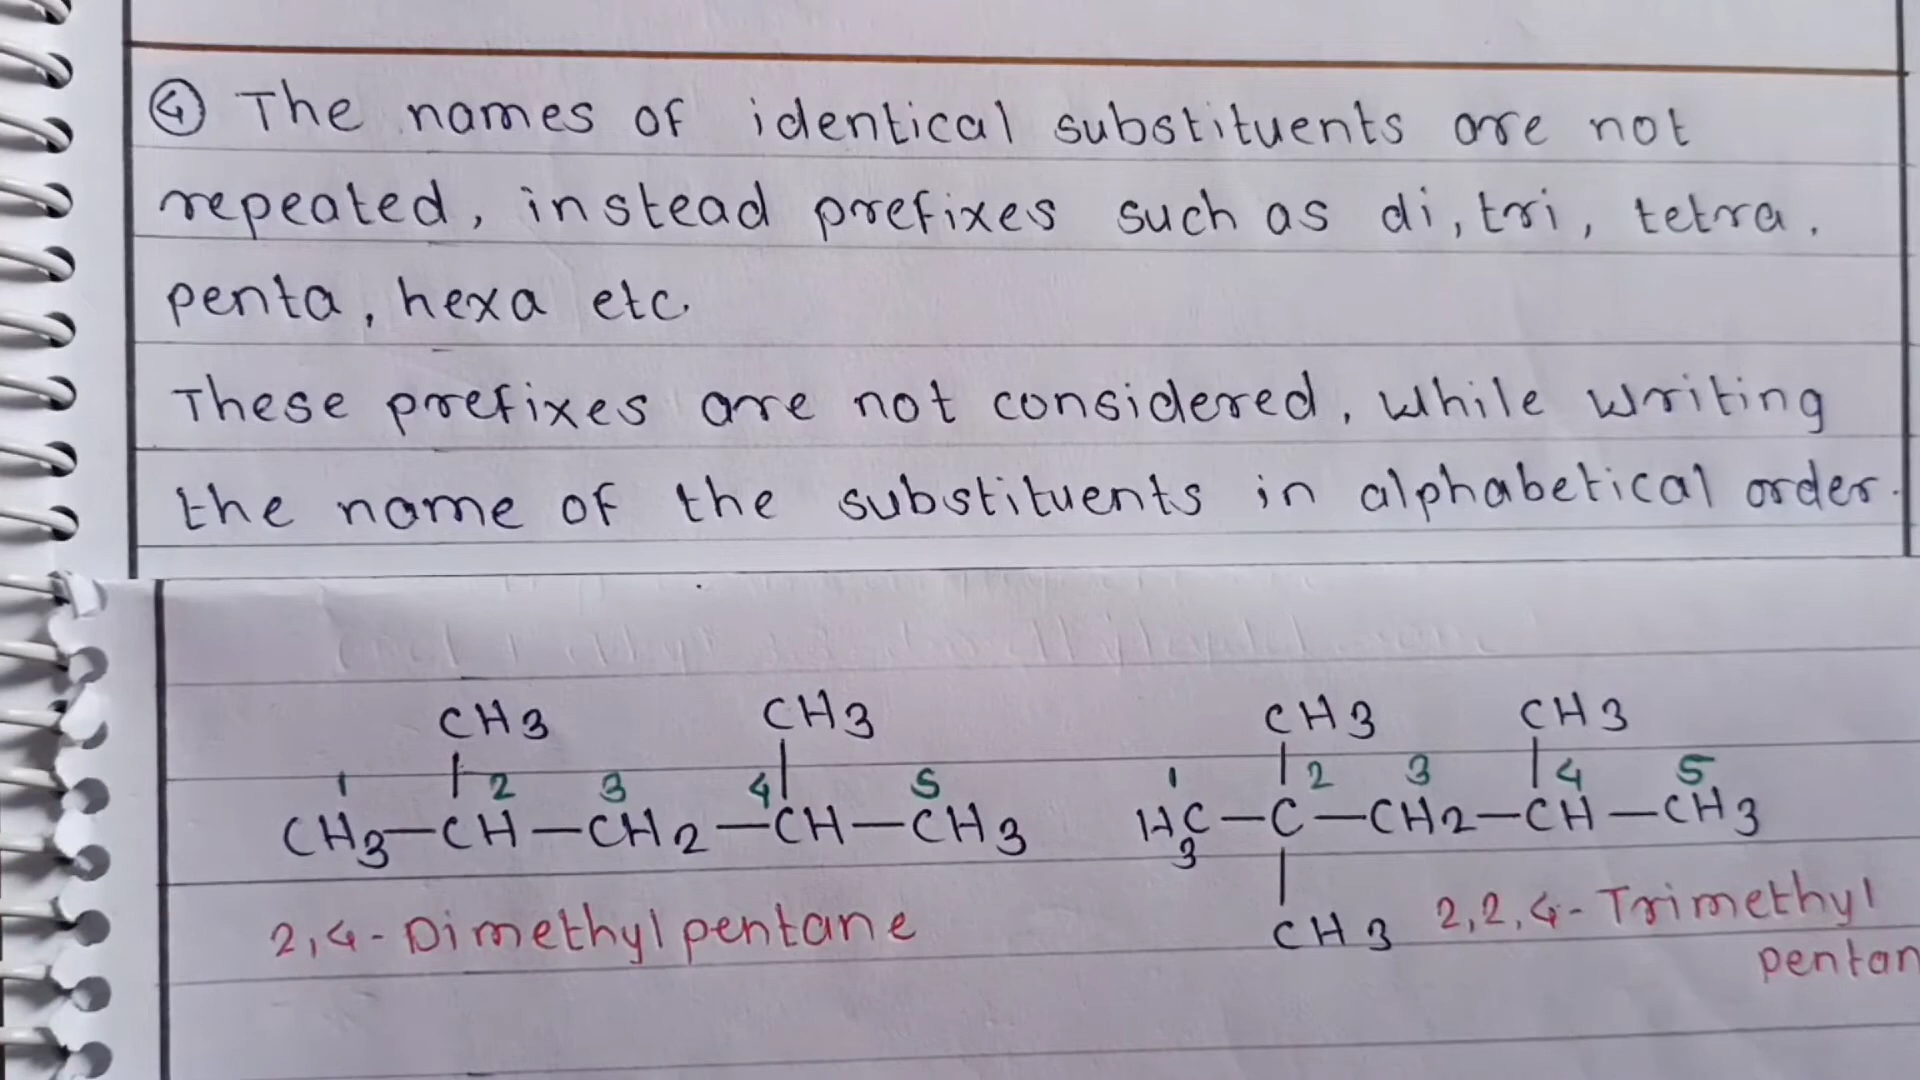 ④ The names of identical substituents are not
repeated, instead prefixes such as di, tri, tetra,
penta, hexa etc.
These prefixes are not considered, while writing
the name of the substituents in alphabetical order.
CH3 CH3 CH3 CH3
1 2 3 4 5 1 2 3 4 5
CH3—CH—CH2—CH—CH3 H3C—C—CH2—CH—CH3
2,4-Dimethylpentane CH3 2,2,4-Trimethyl
pentan